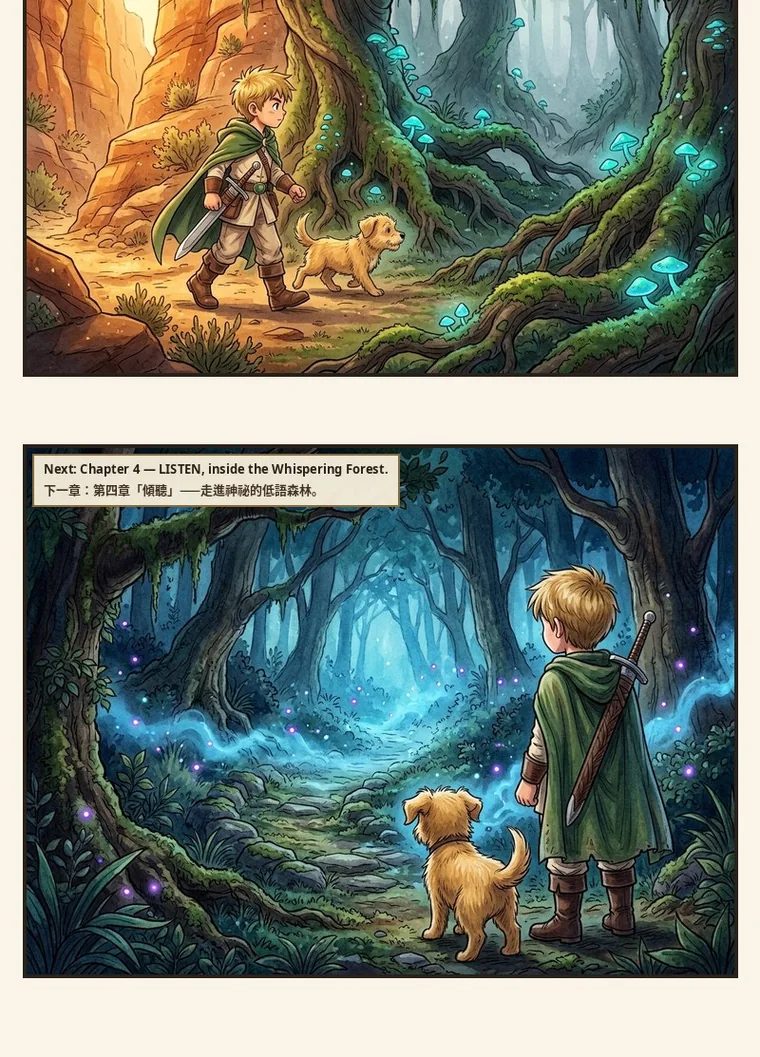 Next: Chapter 4 — LISTEN, inside the Whispering Forest.
下一章：第四章「傾聽」——走進神祕的低語森林。